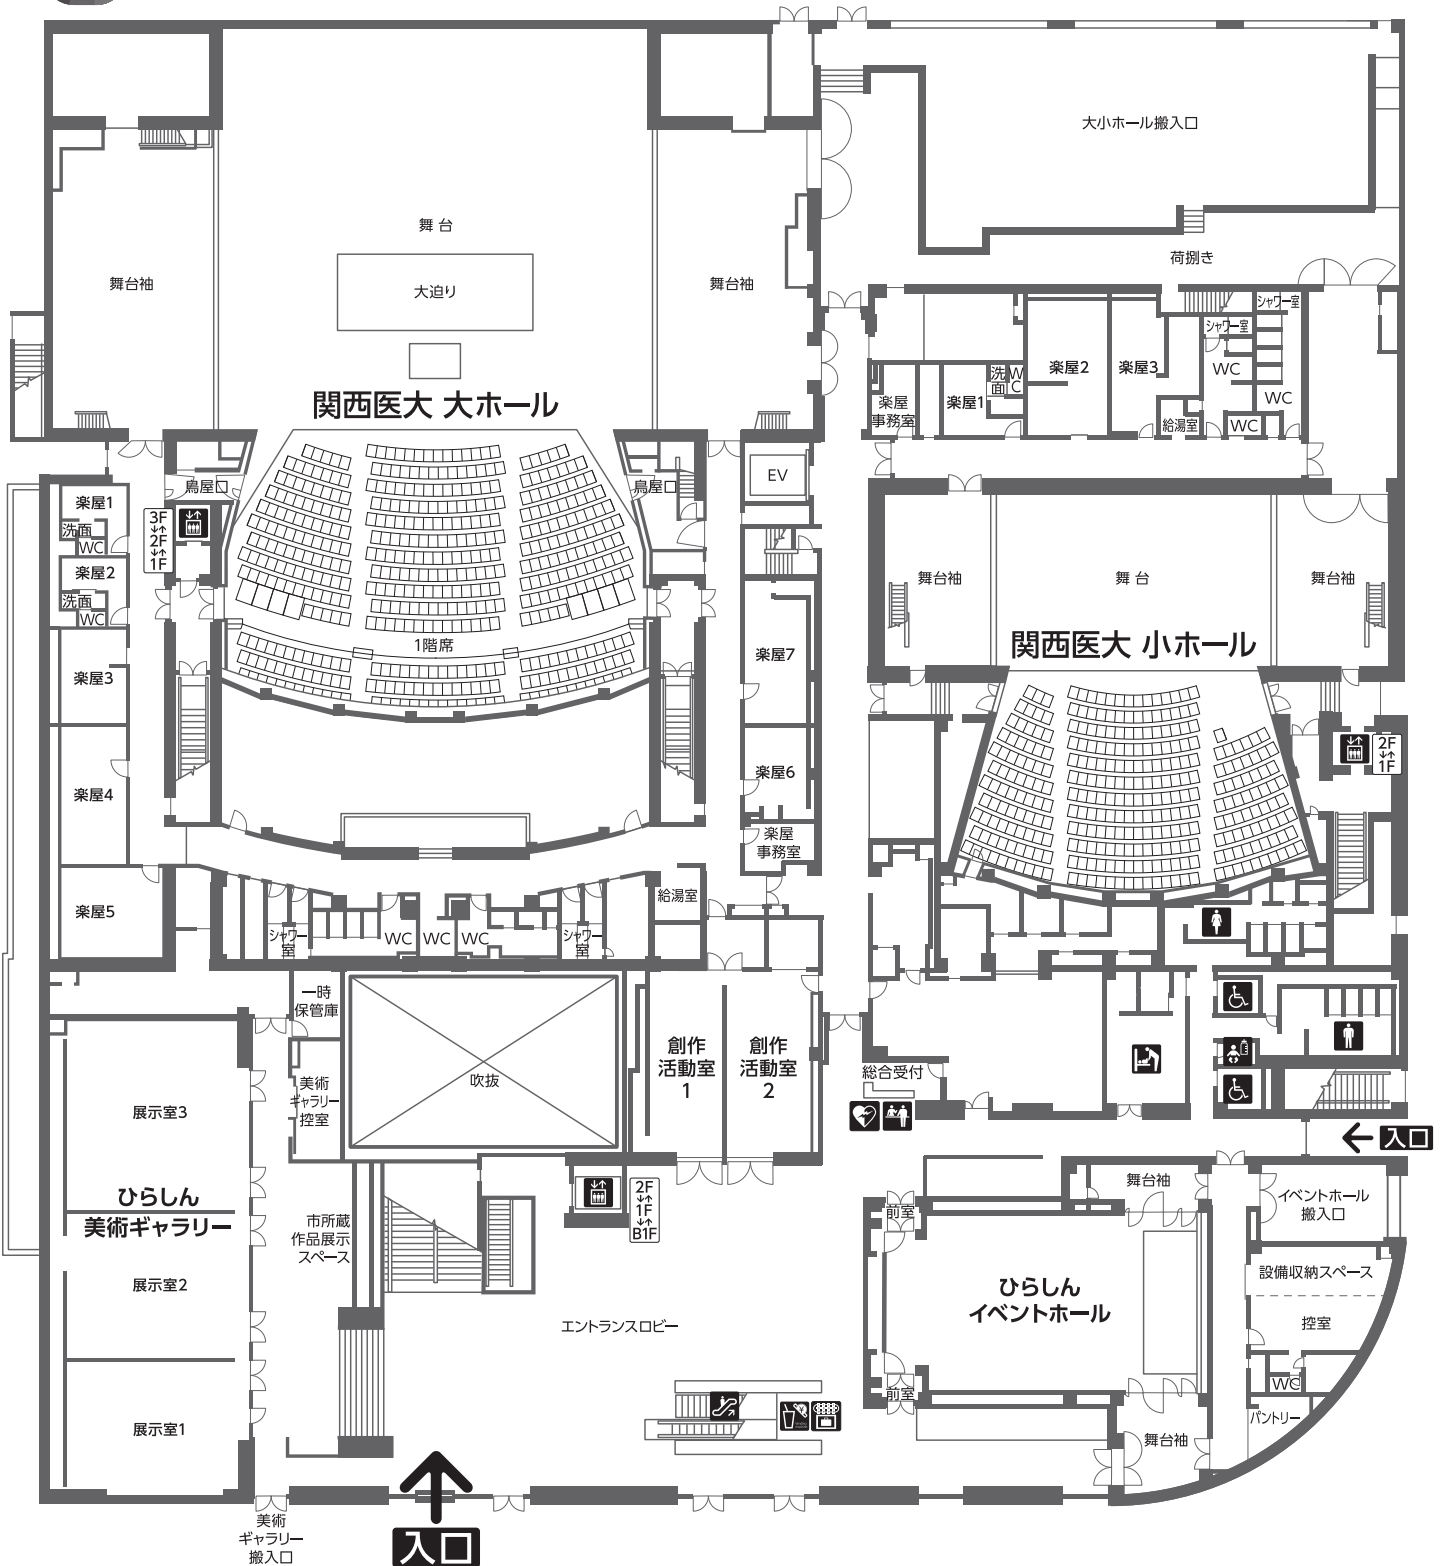 大小ホール搬入口
舞 台
荷捌き
舞台袖
大迫り
舞台袖
シャワー室
シャワー室
WC
WC
WC
給湯室
楽屋3
楽屋2
洗面
WC
楽屋1
楽屋
事務室
関西医大 大ホール
EV
鳥屋口
鳥屋口
楽屋1
洗面
WC
楽屋2
洗面
WC
3F
2F
1F
1階席
舞台袖
舞 台
舞台袖
関西医大 小ホール
楽屋3
楽屋7
2F
1F
楽屋4
楽屋6
楽屋
事務室
楽屋5
シャワー
室
WC
WC
WC
シャワー
室
給湯室
一時
保管庫
創作
活動室
1
創作
活動室
2
総合受付
吹抜
美術
ギャラリー
控室
展示室3
入口
ひらしん
美術ギャラリー
市所蔵
作品展示
スペース
2F
1F
B1F
舞台袖
前室
イベントホール
搬入口
設備収納スペース
展示室2
ひらしん
イベントホール
エントランスロビー
控室
WC
前室
パントリー
展示室1
舞台袖
美術
ギャラリー
搬入口
入口